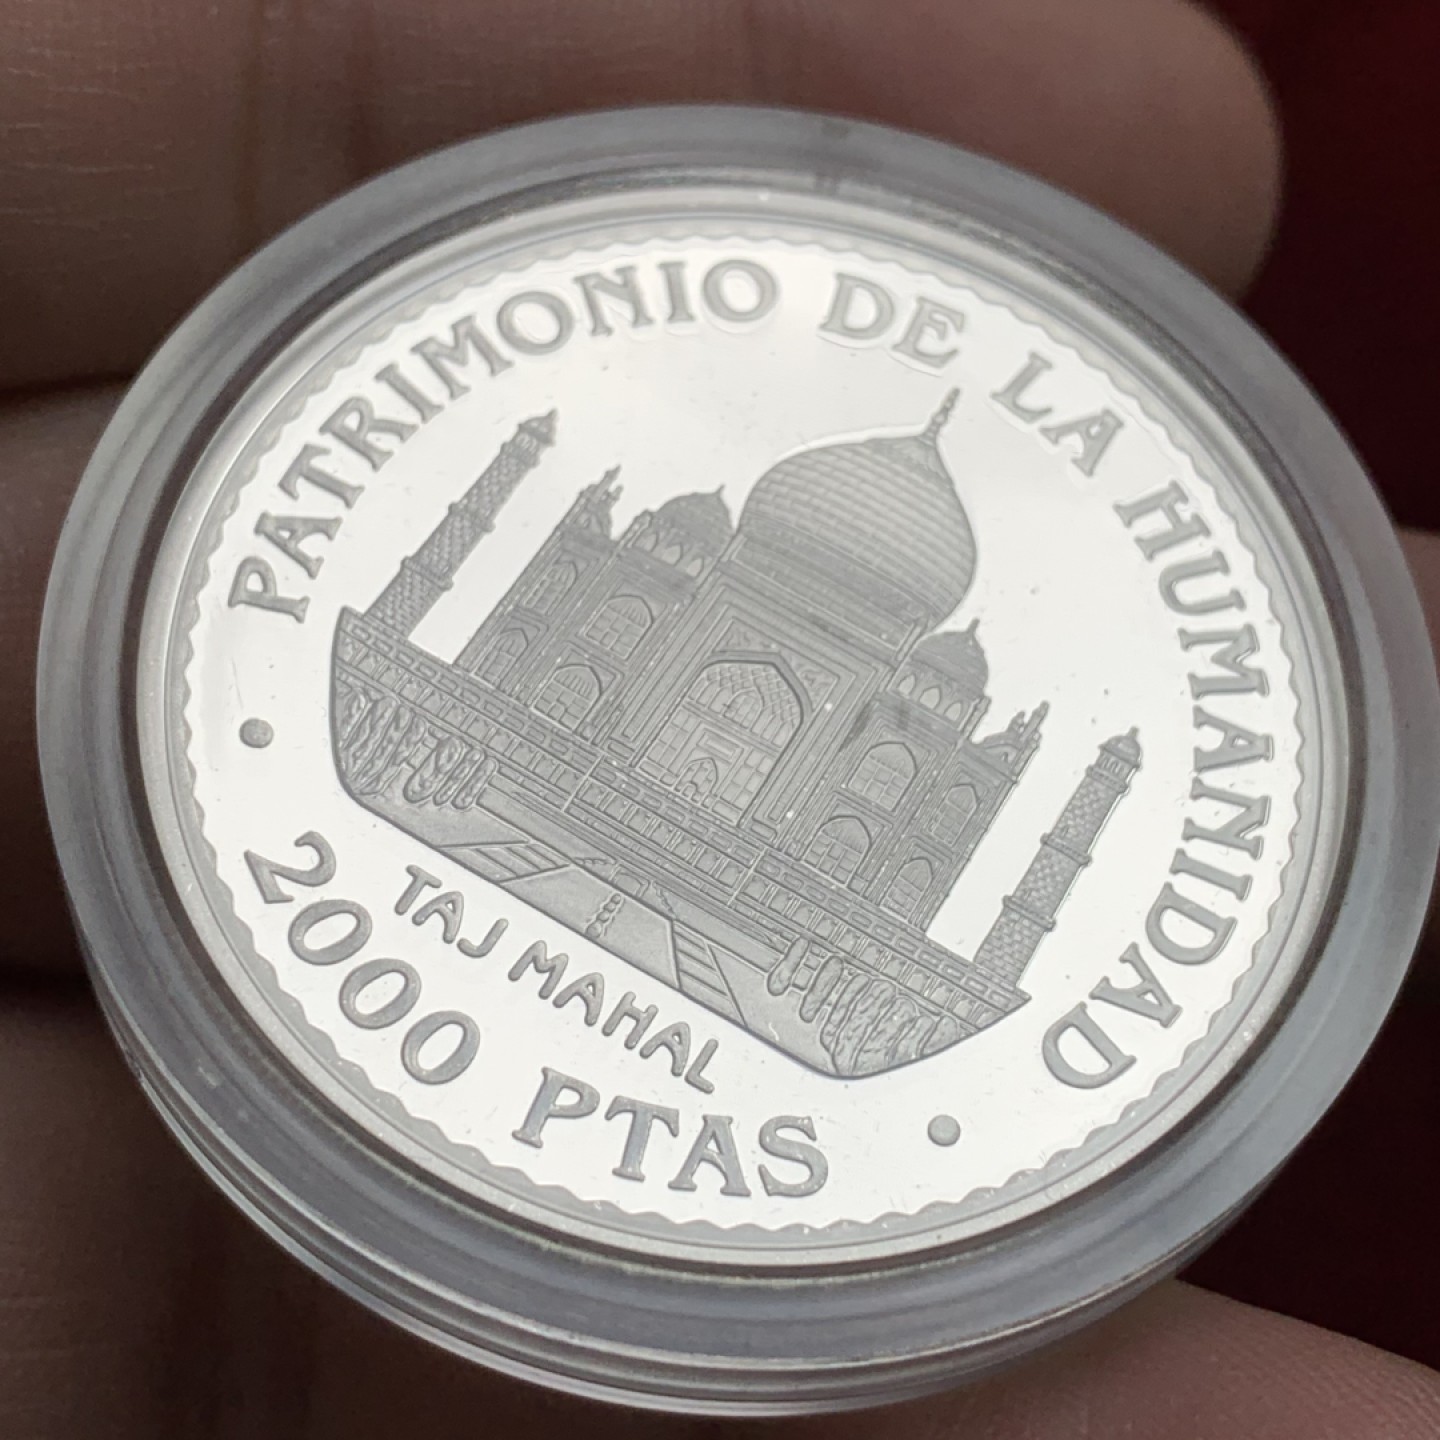 PATRIMONIO DE LA HUMANIDAD
TAJ MAHAL
2000 PTAS